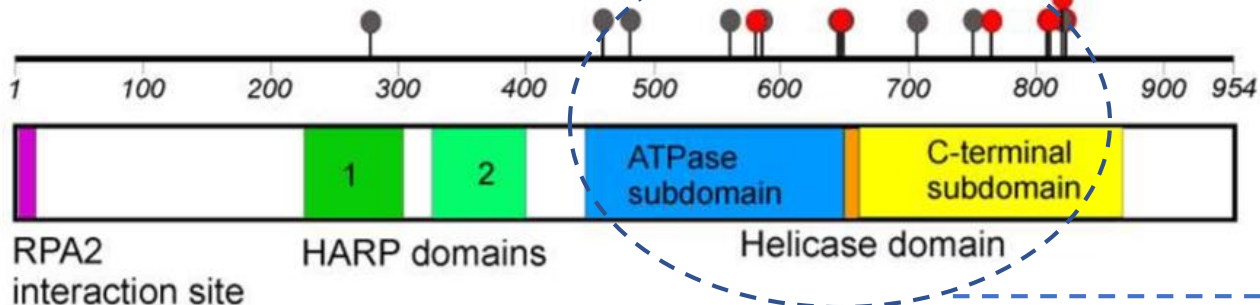 1 100 200 300 400 500 600 700 800 900 954
1 2 ATPase subdomain C-terminal subdomain
RPA2 interaction site
HARP domains
Helicase domain